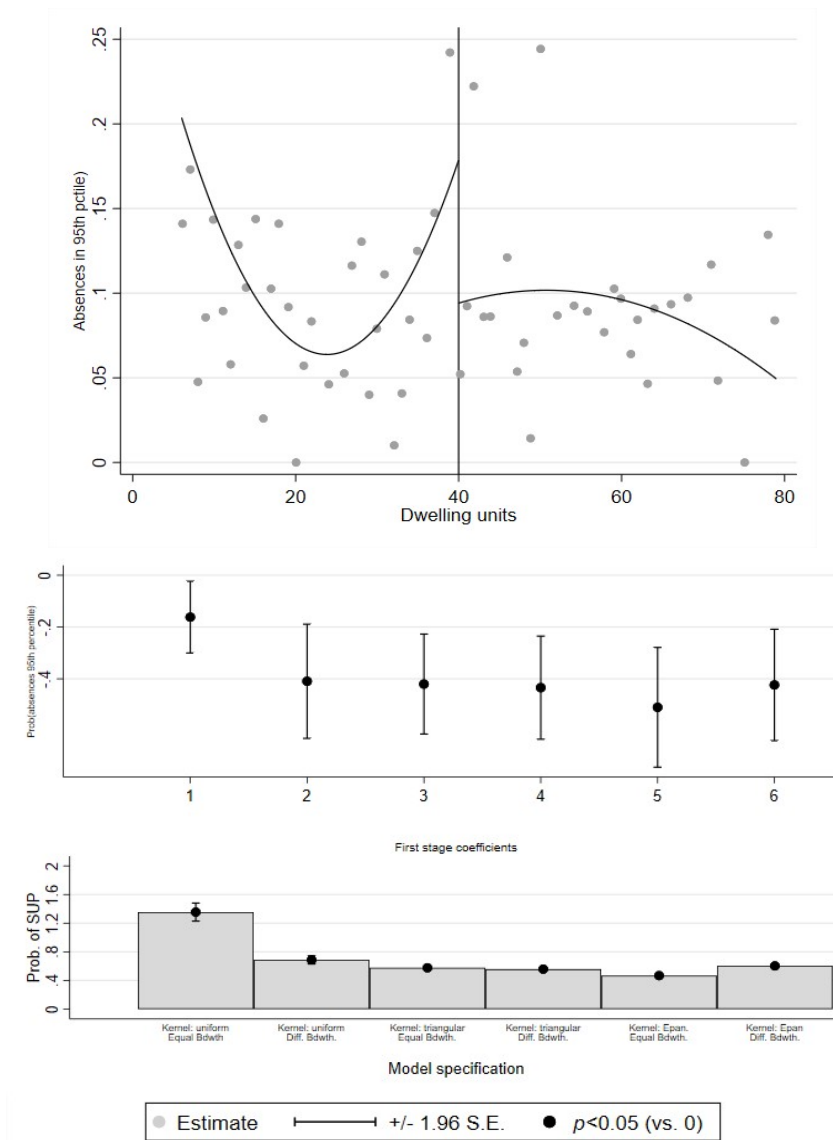 .25
.2
.15
.1
.05
0
Absences in 95th pctile)
0 20 40 60 80
Dwelling units
0
-.2
-.4
Prob(absences 95th percentile)
1 2 3 4 5 6
First stage coefficients
2
1.6
1.2
.8
.4
0
Prob. of SUP
Kernel: uniform Kernel: uniform Kernel: triangular Kernel: triangular Kernel: Epan. Kernel: Epan
Equal Bdwth Diff. Bdwth. Equal Bdwth. Diff. Bdwth. Equal Bdwth. Diff. Bdwth.
Model specification
Estimate +/- 1.96 S.E. p<0.05 (vs. 0)